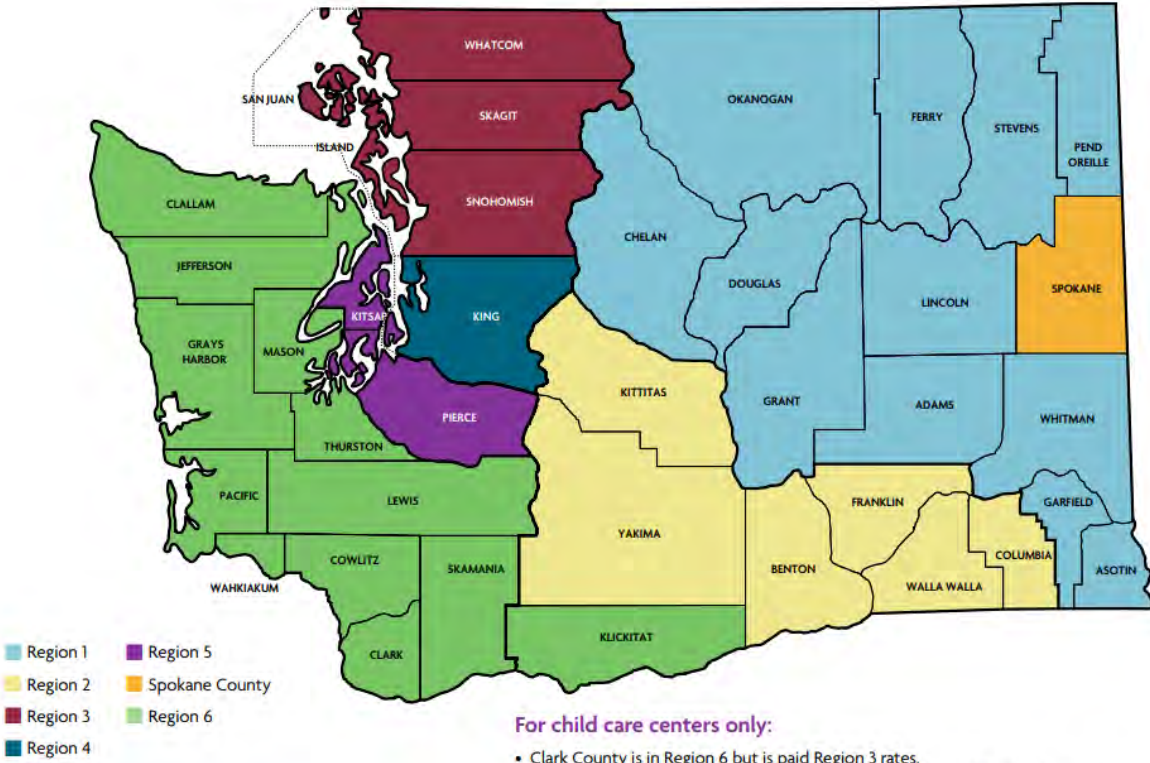 WHATCOM
SAN JUAN
SKAGIT
ISLAND
SNOHOMISH
OKANOGAN
FERRY
STEVENS
PEND
OREILLE
CLALLAM
JEFFERSON
CHELAN
DOUGLAS
LINCOLN
SPOKANE
KITSAP
KING
GRAYS
HARBOR
MASON
KITTITAS
GRANT
ADAMS
WHITMAN
PIERCE
THURSTON
PACIFIC
LEWIS
YAKIMA
FRANKLIN
GARFIELD
BENTON
COLUMBIA
WALLA WALLA
ASOTIN
WAHKIAKUM
COWLITZ
SKAMANIA
CLARK
KLICKITAT
Region 1
Region 2
Region 3
Region 4
Region 5
Spokane County
Region 6
For child care centers only:
• Clark County is in Region 6 but is paid Region 3 rates.